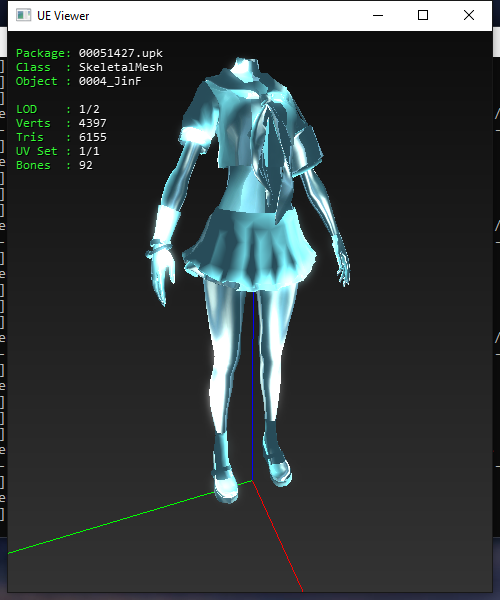 UE Viewer
Package: 00051427.upk
Class : SkeletalMesh
Object : 0004_JinF
LOD : 1/2
Verts : 4397
Tris : 6155
UV Set : 1/1
Bones : 92